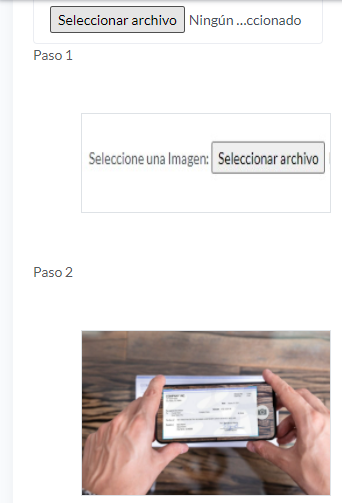 Seleccionar archivo Ningún ...ccionado
Paso 1
Seleccione una Imagen: Seleccionar archivo
Paso 2